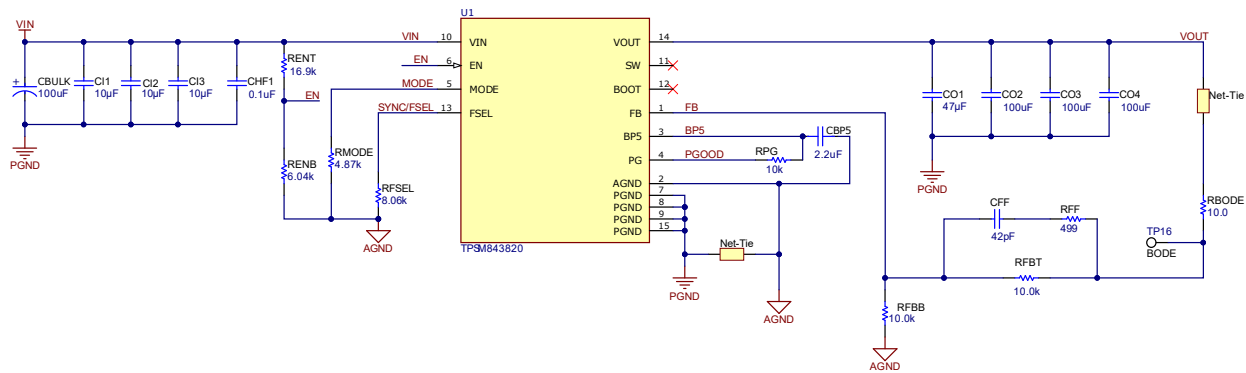 VIN
CBULK
100uF
CI1
10µF
CI2
10µF
CI3
10µF
CHF1
0.1uF
PGND
RENT
16.9k
EN
RENB
6.04k
RMODE
4.87k
RFSEL
8.06k
AGND
VIN
EN
MODE
SYNC/FSEL
U1
10 VIN
6 EN
5 MODE
13 FSEL
VOUT 14
SW 11
BOOT 12
FB 1
BP5 3
PG 4
AGND 2
PGND 7
PGND 8
PGND 9
PGND 15
TPSM843820
FB
BP5
PGOOD
RPG
10k
CBP5
2.2uF
Net-Tie
PGND
AGND
VOUT
CO1
47µF
CO2
100uF
CO3
100uF
CO4
100uF
PGND
Net-Tie
RBODE
10.0
TP16
BODE
CFF
42pF
RFF
499
RFBT
10.0k
RFBB
10.0k
AGND